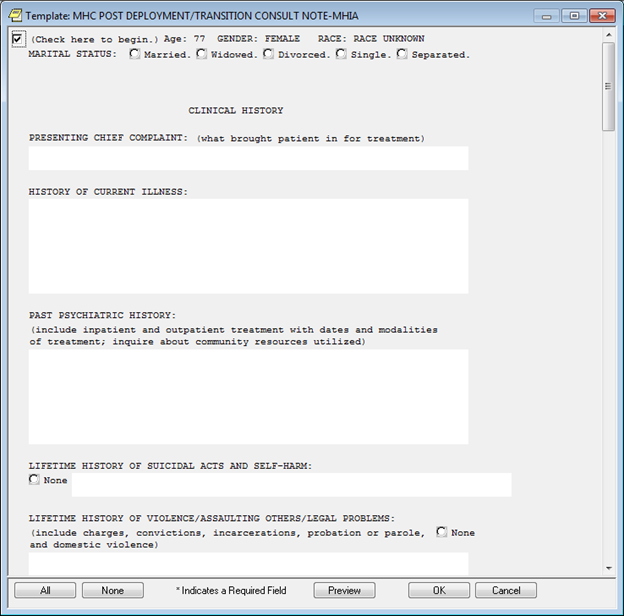 Template: MHC POST DEPLOYMENT/TRANSITION CONSULT NOTE-MHIA
(Check here to begin.) Age: 77 GENDER: FEMALE RACE: RACE UNKNOWN
MARITAL STATUS: Married. Widowed. Divorced. Single. Separated.
CLINICAL HISTORY
PRESENTING CHIEF COMPLAINT: (what brought patient in for treatment)
HISTORY OF CURRENT ILLNESS:
PAST PSYCHIATRIC HISTORY:
(include inpatient and outpatient treatment with dates and modalities
of treatment; inquire about community resources utilized)
LIFETIME HISTORY OF SUICIDAL ACTS AND SELF-HARM:
None
LIFETIME HISTORY OF VIOLENCE/ASSAULTING OTHERS/LEGAL PROBLEMS:
(include charges, convictions, incarcerations, probation or parole, None
and domestic violence)
All None * Indicates a Required Field Preview OK Cancel